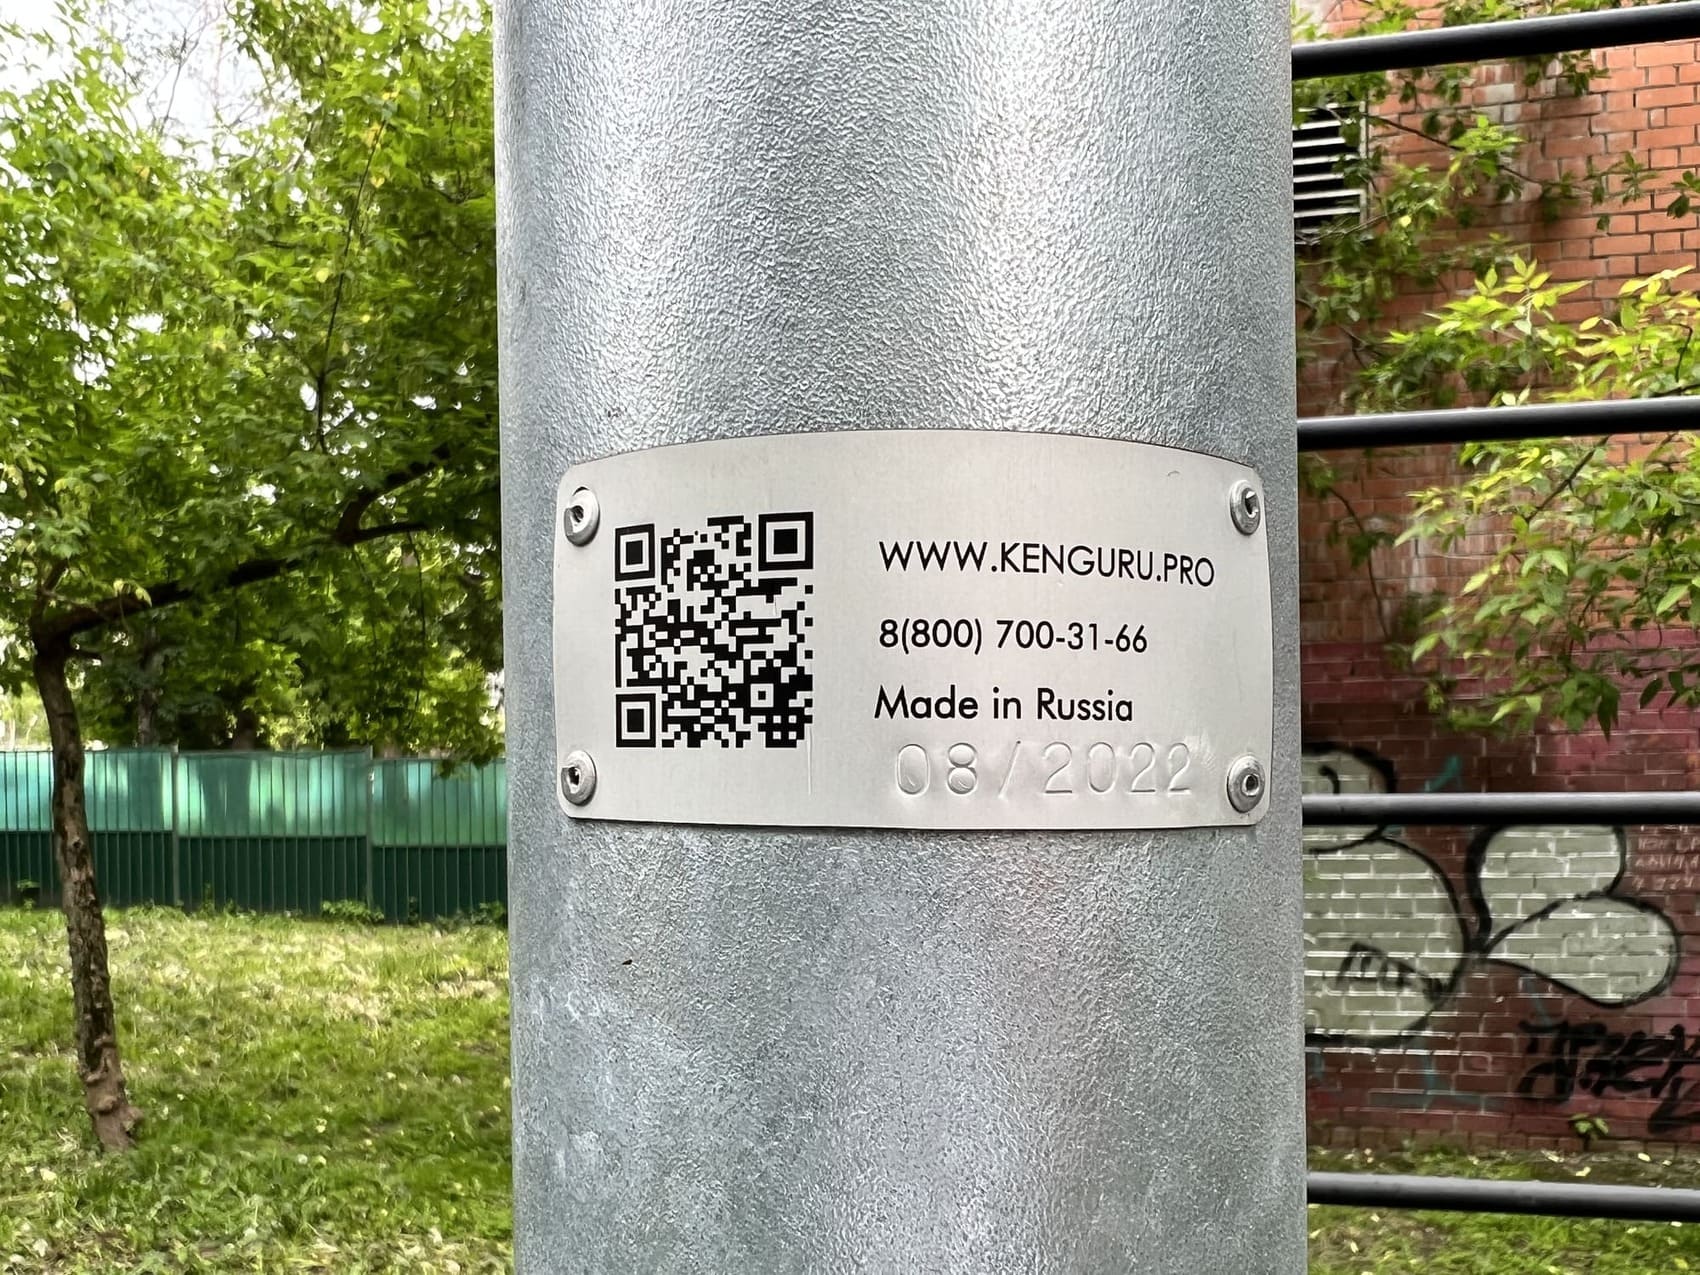 WWW.KENGURU.PRO
8(800) 700-31-66
Made in Russia
08/2022